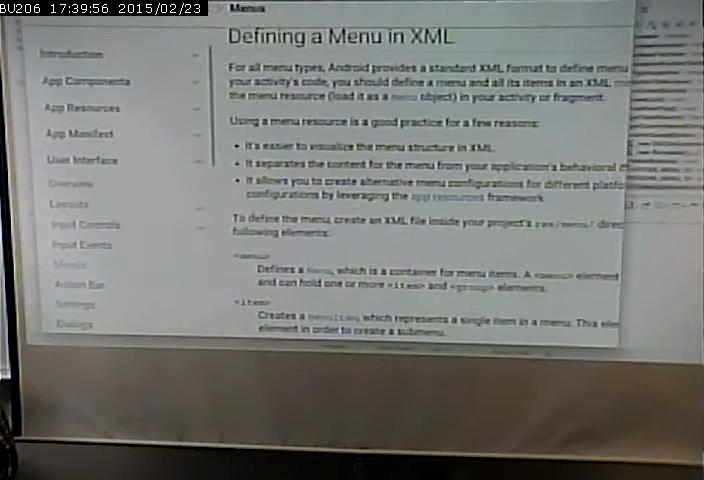 BU206 17:39:56 2015/02/23
Menus
Defining a Menu in XML
For all menu types, Android provides a standard XML format to define menu
your activity's code, you should define a menu and all its items in an XML
the menu resource (load it as a menu object) in your activity or fragment.
Using a menu resource is a good practice for a few reasons:
• It's easier to visualize the menu structure in XML.
• It separates the content for the menu from your application's behavioral
• It allows you to create alternative menu configurations for different platfo
configurations by leveraging the app resources framework.
To define the menu, create an XML file inside your project's res/menu/ direc
following elements:
<menu>
Defines a Menu, which is a container for menu items. A <menu> element
and can hold one or more <item> and <group> elements.
<item>
Creates a MenuItem, which represents a single item in a menu. This ele
element in order to create a submenu.
Introduction
App Components
App Resources
App Manifest
User Interface
Overview
Layouts
Input Controls
Input Events
Menus
Action Bar
Settings
Dialogs